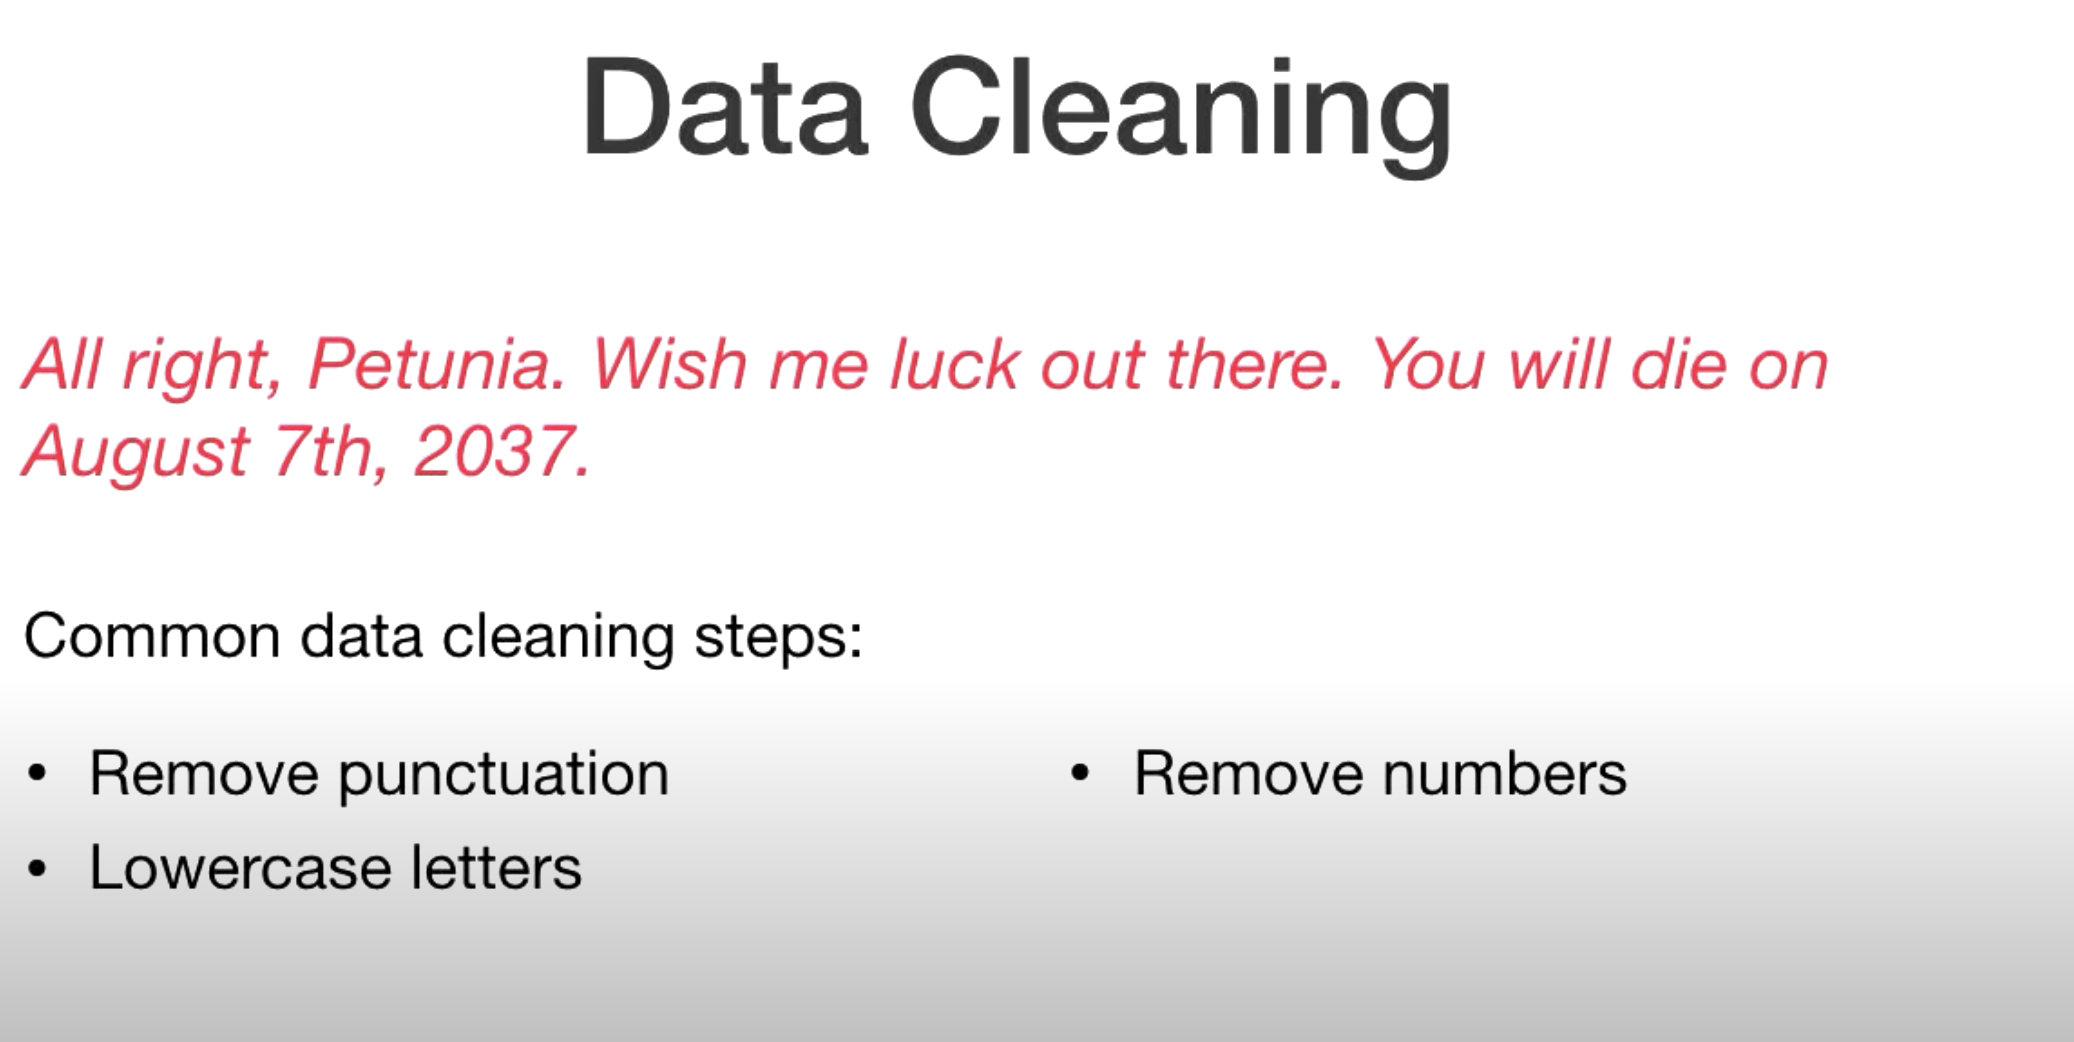 Data Cleaning
All right, Petunia. Wish me luck out there. You will die on
August 7th, 2037.
Common data cleaning steps:
• Remove punctuation
• Lowercase letters
• Remove numbers